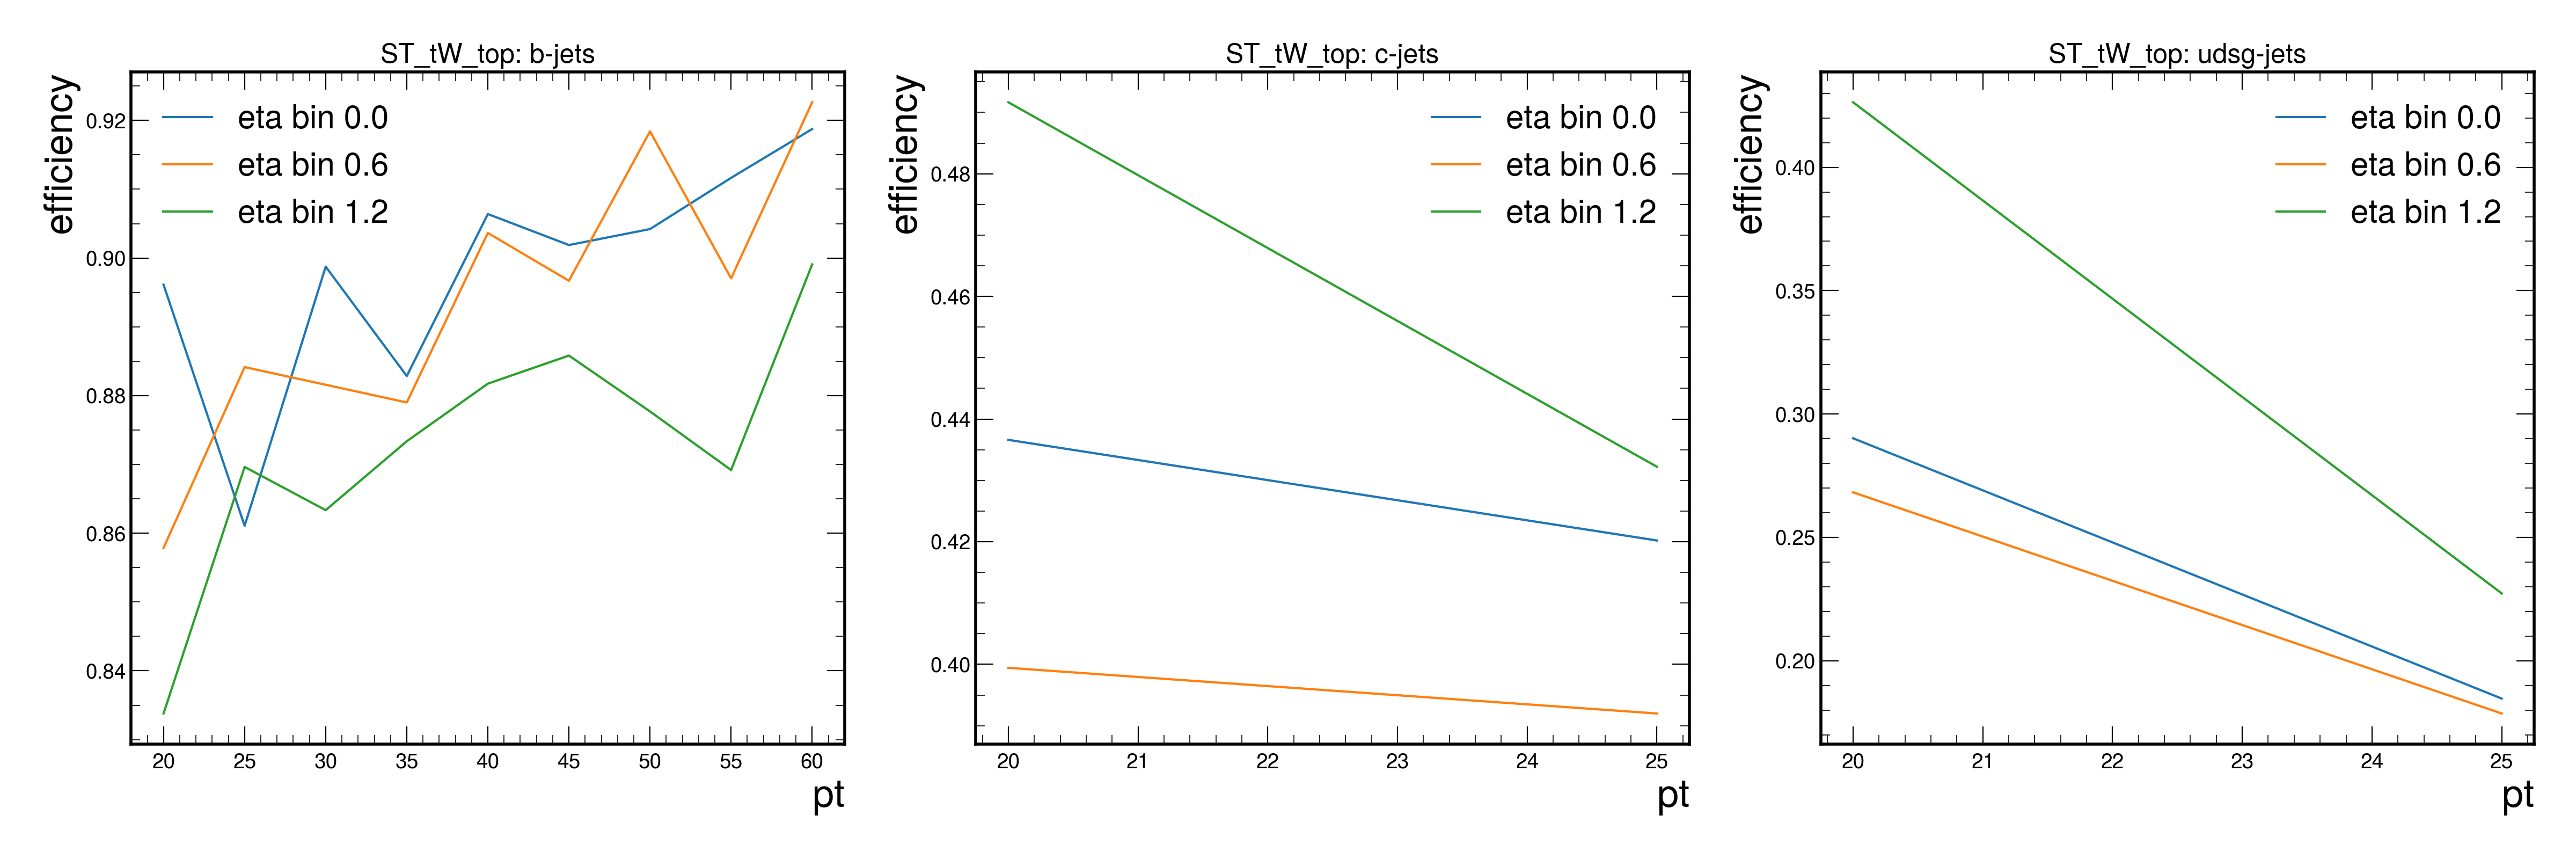 ST_tW_top: b-jets
efficiency
0.92
0.90
0.88
0.86
0.84
eta bin 0.0
eta bin 0.6
eta bin 1.2
20 25 30 35 40 45 50 55 60
pt
ST_tW_top: c-jets
efficiency
0.48
0.46
0.44
0.42
0.40
eta bin 0.0
eta bin 0.6
eta bin 1.2
20 21 22 23 24 25
pt
ST_tW_top: udsg-jets
efficiency
0.40
0.35
0.30
0.25
0.20
eta bin 0.0
eta bin 0.6
eta bin 1.2
20 21 22 23 24 25
pt